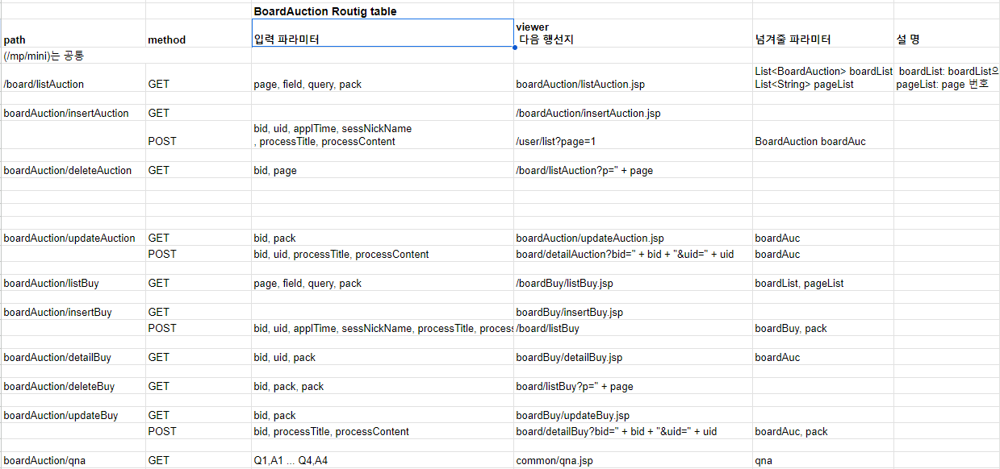 BoardAuction Routig table
path method 입력 파라미터 viewer 다음 행선지 넘겨줄 파라미터 설 명
(/mp/mini)는 공통
/board/listAuction GET page, field, query, pack boardAuction/listAuction.jsp List<BoardAuction> boardList boardList: boardList으
List<String> pageList pageList: page 번호
boardAuction/insertAuction GET /boardAuction/insertAuction.jsp
POST bid, uid, applTime, sessNickName
, processTitle, processContent /user/list?page=1 BoardAuction boardAuc
boardAuction/deleteAuction GET bid, page /board/listAuction?p=" + page
boardAuction/updateAuction GET bid, pack boardAuction/updateAuction.jsp boardAuc
POST bid, uid, processTitle, processContent board/detailAuction?bid=" + bid + "&uid=" + uid boardAuc
boardAuction/listBuy GET page, field, query, pack /boardBuy/listBuy.jsp boardList, pageList
boardAuction/insertBuy GET boardBuy/insertBuy.jsp
POST bid, uid, applTime, sessNickName, processTitle, proces /board/listBuy boardBuy, pack
boardAuction/detailBuy GET bid, uid, pack boardBuy/detailBuy.jsp boardAuc
boardAuction/deleteBuy GET bid, pack, pack board/listBuy?p=" + page
boardAuction/updateBuy GET bid, pack boardBuy/updateBuy.jsp
POST bid, processTitle, processContent board/detailBuy?bid=" + bid + "&uid=" + uid boardAuc, pack
boardAuction/qna GET Q1,A1 ... Q4,A4 common/qna.jsp qna